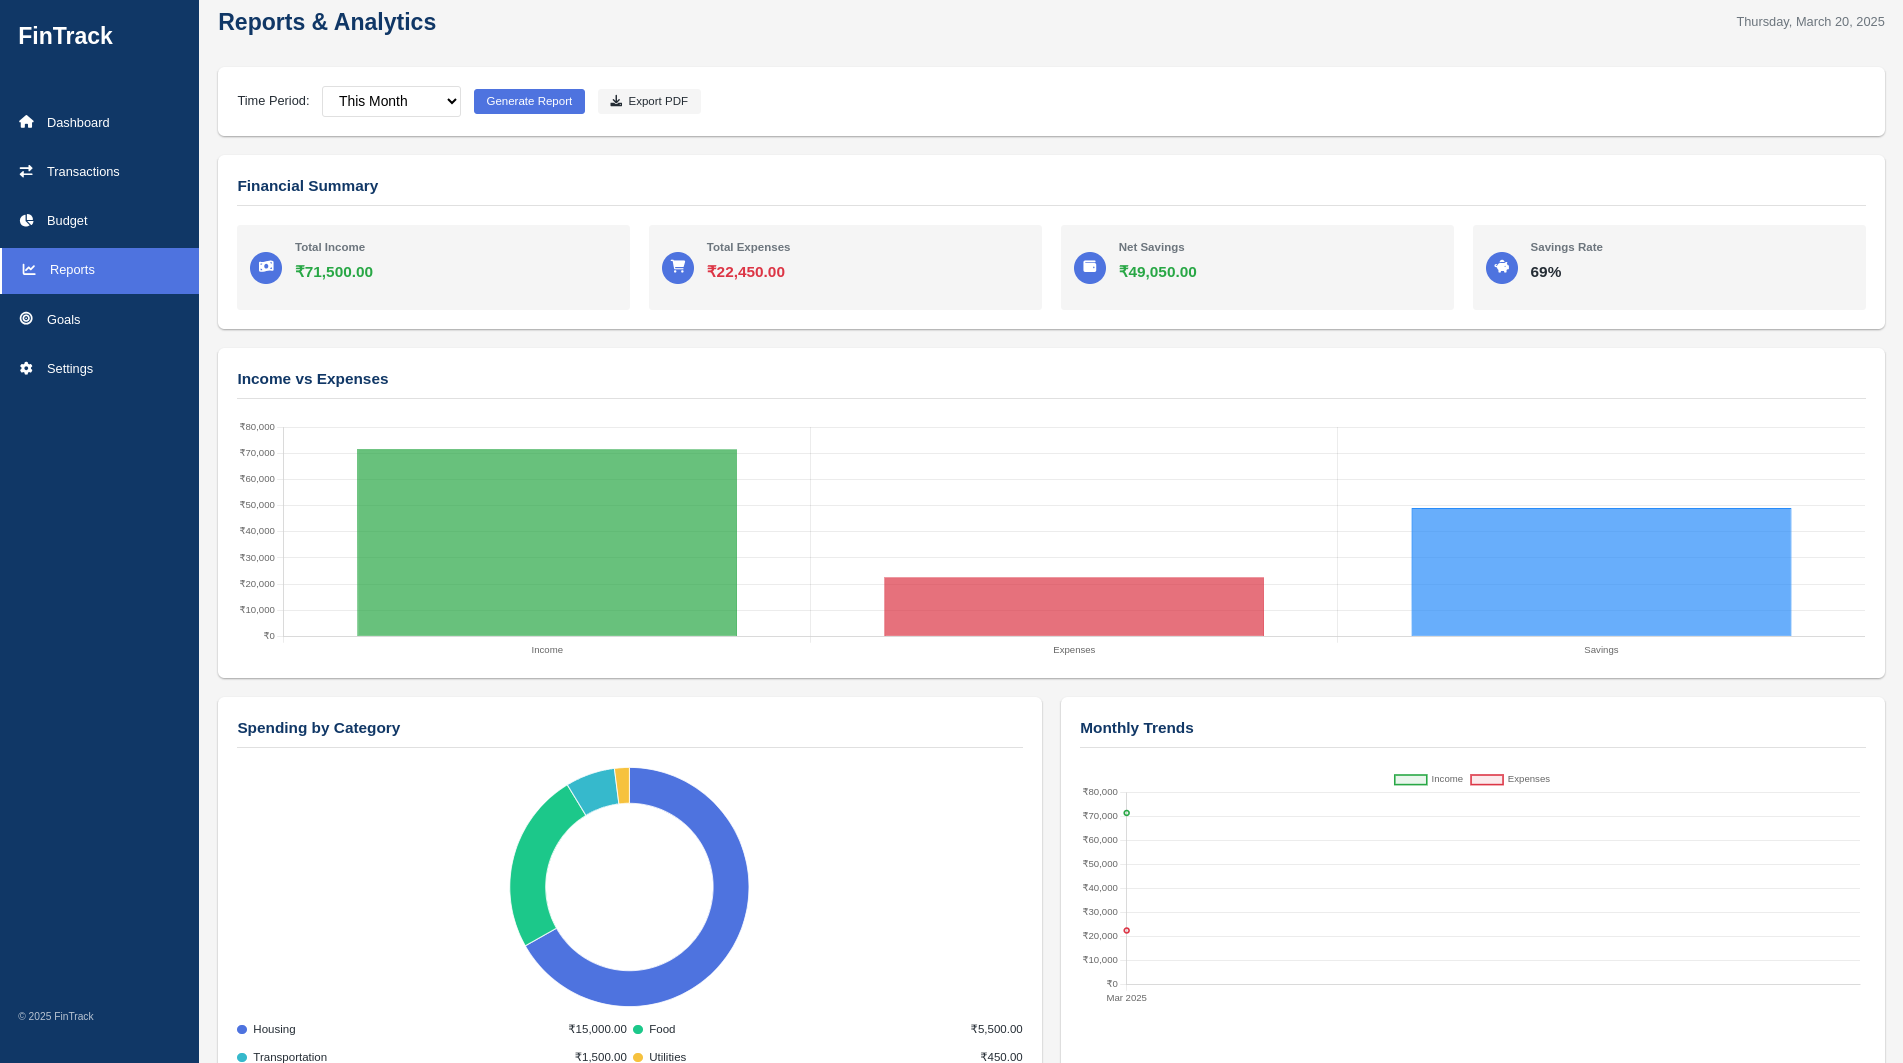 FinTrack
Dashboard
Transactions
Budget
Reports
Goals
Settings
© 2025 FinTrack
Reports & Analytics
Thursday, March 20, 2025
Time Period: This Month Generate Report Export PDF
Financial Summary
Total Income
₹71,500.00
Total Expenses
₹22,450.00
Net Savings
₹49,050.00
Savings Rate
69%
Income vs Expenses
₹80,000
₹70,000
₹60,000
₹50,000
₹40,000
₹30,000
₹20,000
₹10,000
₹0
Income Expenses Savings
Spending by Category
Housing ₹15,000.00 Food ₹5,500.00
Transportation ₹1,500.00 Utilities ₹450.00
Monthly Trends
Income Expenses
₹80,000
₹70,000
₹60,000
₹50,000
₹40,000
₹30,000
₹20,000
₹10,000
₹0
Mar 2025